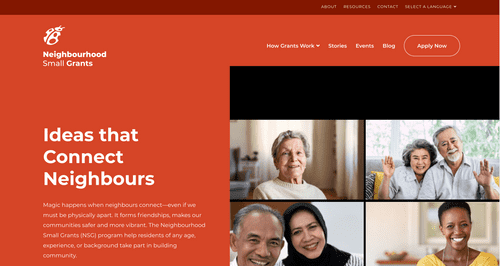 ABOUT RESOURCES CONTACT SELECT A LANGUAGE
Neighbourhood
Small Grants
How Grants Work Stories Events Blog Apply Now
Ideas that
Connect
Neighbours
Magic happens when neighbours connect—even if we
must be physically apart. It forms friendships, makes our
communities safer and more vibrant. The Neighbourhood
Small Grants (NSG) program help residents of any age,
experience, or background take part in building
community.